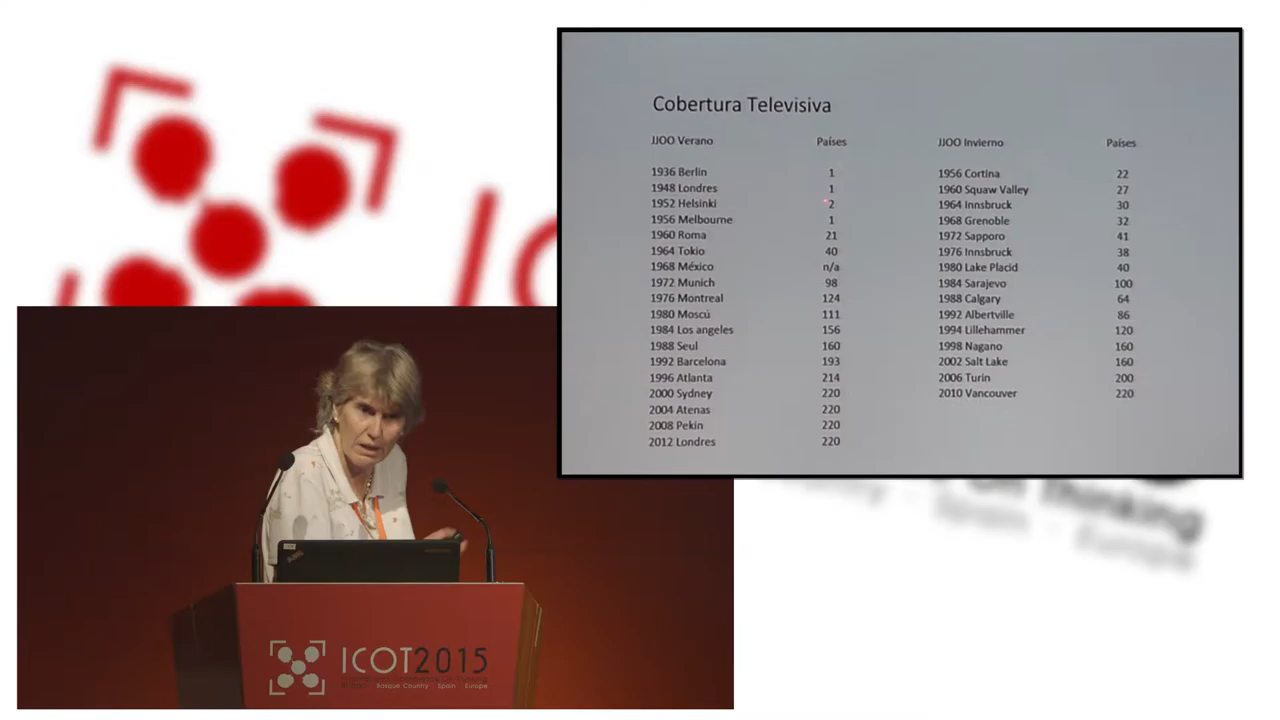 Cobertura Televisiva
JJOO Verano Países
1936 Berlin 1
1948 Londres 1
1952 Helsinki 2
1956 Melbourne 1
1960 Roma 21
1964 Tokio 40
1968 México n/a
1972 Munich 98
1976 Montreal 124
1980 Moscú 111
1984 Los angeles 156
1988 Seul 160
1992 Barcelona 193
1996 Atlanta 214
2000 Sydney 220
2004 Atenas 220
2008 Pekin 220
2012 Londres 220
JJOO Invierno Países
1956 Cortina 22
1960 Squaw Valley 27
1964 Innsbruck 30
1968 Grenoble 32
1972 Sapporo 41
1976 Innsbruck 38
1980 Lake Placid 40
1984 Sarajevo 100
1988 Calgary 64
1992 Albertville 86
1994 Lillehammer 120
1998 Nagano 160
2002 Salt Lake 160
2006 Turin 200
2010 Vancouver 220
Thinking
Spain · Europe
ICOT2015
Basque Country · Spain · Europe